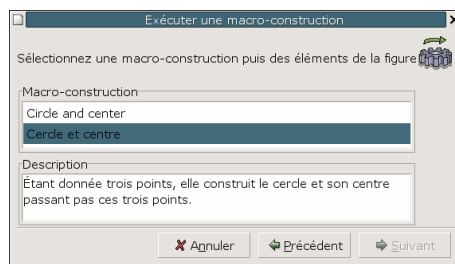 Exécuter une macro-construction
Sélectionnez une macro-construction puis des éléments de la figure
Macro-construction
Circle and center
Cercle et centre
Description
Étant donnée trois points, elle construit le cercle et son centre
passant pas ces trois points.
Annuler
Précédent
Suivant